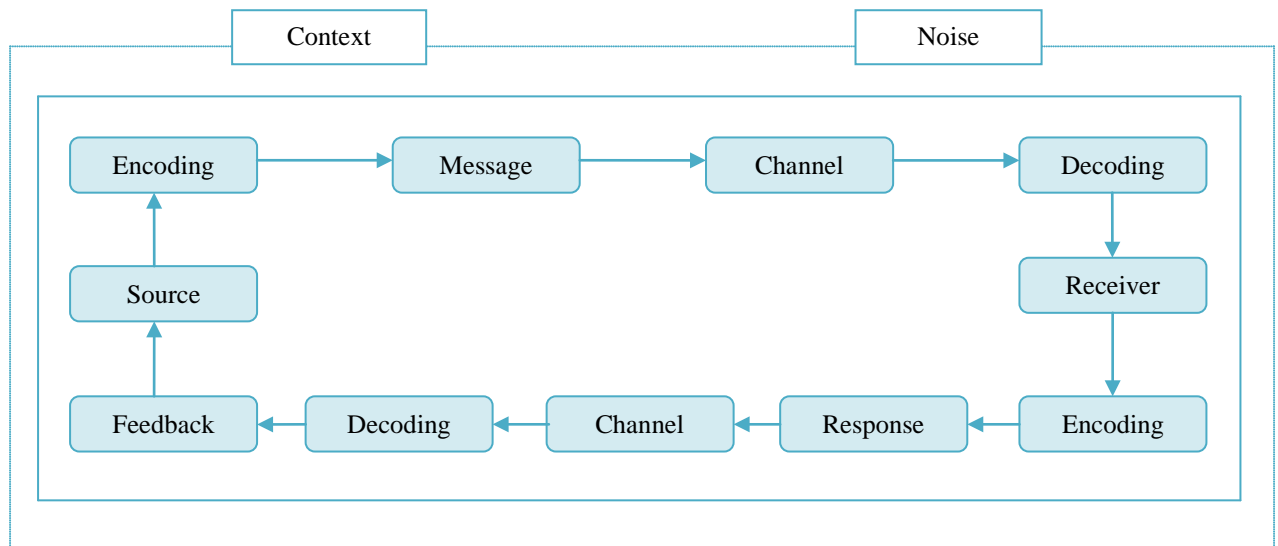 Context Noise
Encoding Message Channel Decoding
Source Receiver
Feedback Decoding Channel Response Encoding